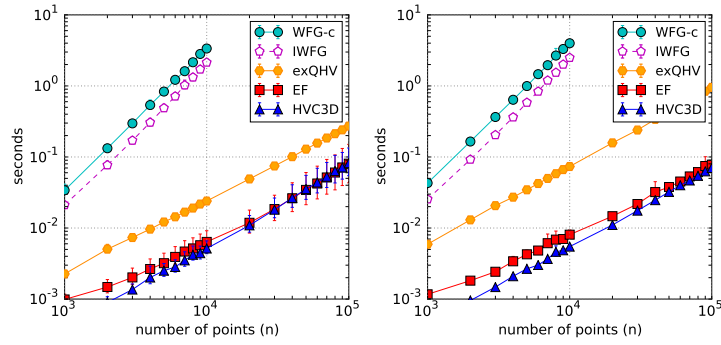 10^1
10^0
10^-1
10^-2
10^-3
seconds
10^3
10^4
10^5
number of points (n)
WFG-c
IWFG
exQHV
EF
HVC3D
10^1
10^0
10^-1
10^-2
10^-3
seconds
10^3
10^4
10^5
number of points (n)
WFG-c
IWFG
exQHV
EF
HVC3D